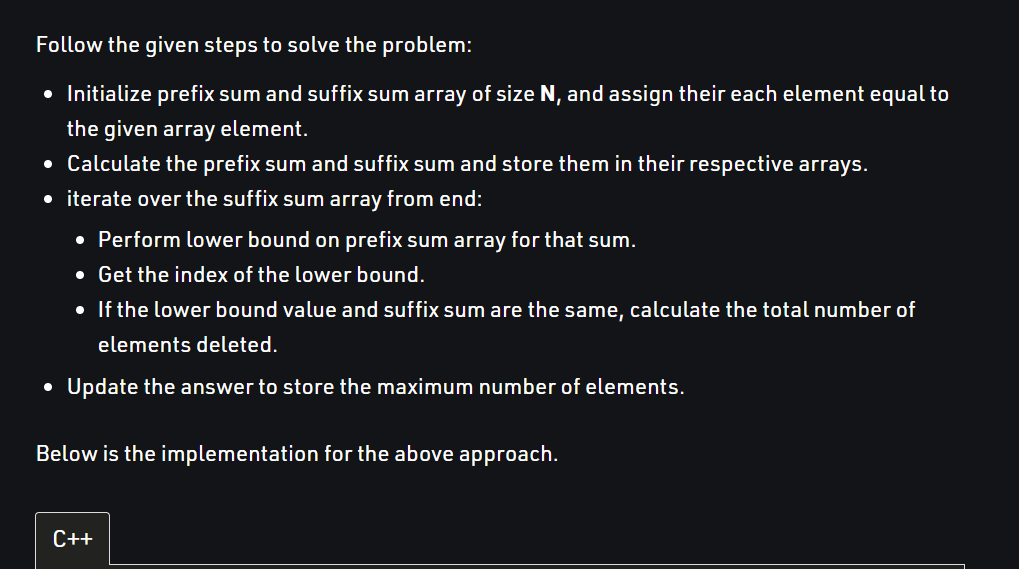 Follow the given steps to solve the problem:
• Initialize prefix sum and suffix sum array of size N, and assign their each element equal to
the given array element.
• Calculate the prefix sum and suffix sum and store them in their respective arrays.
• iterate over the suffix sum array from end:
• Perform lower bound on prefix sum array for that sum.
• Get the index of the lower bound.
• If the lower bound value and suffix sum are the same, calculate the total number of
elements deleted.
• Update the answer to store the maximum number of elements.
Below is the implementation for the above approach.
C++